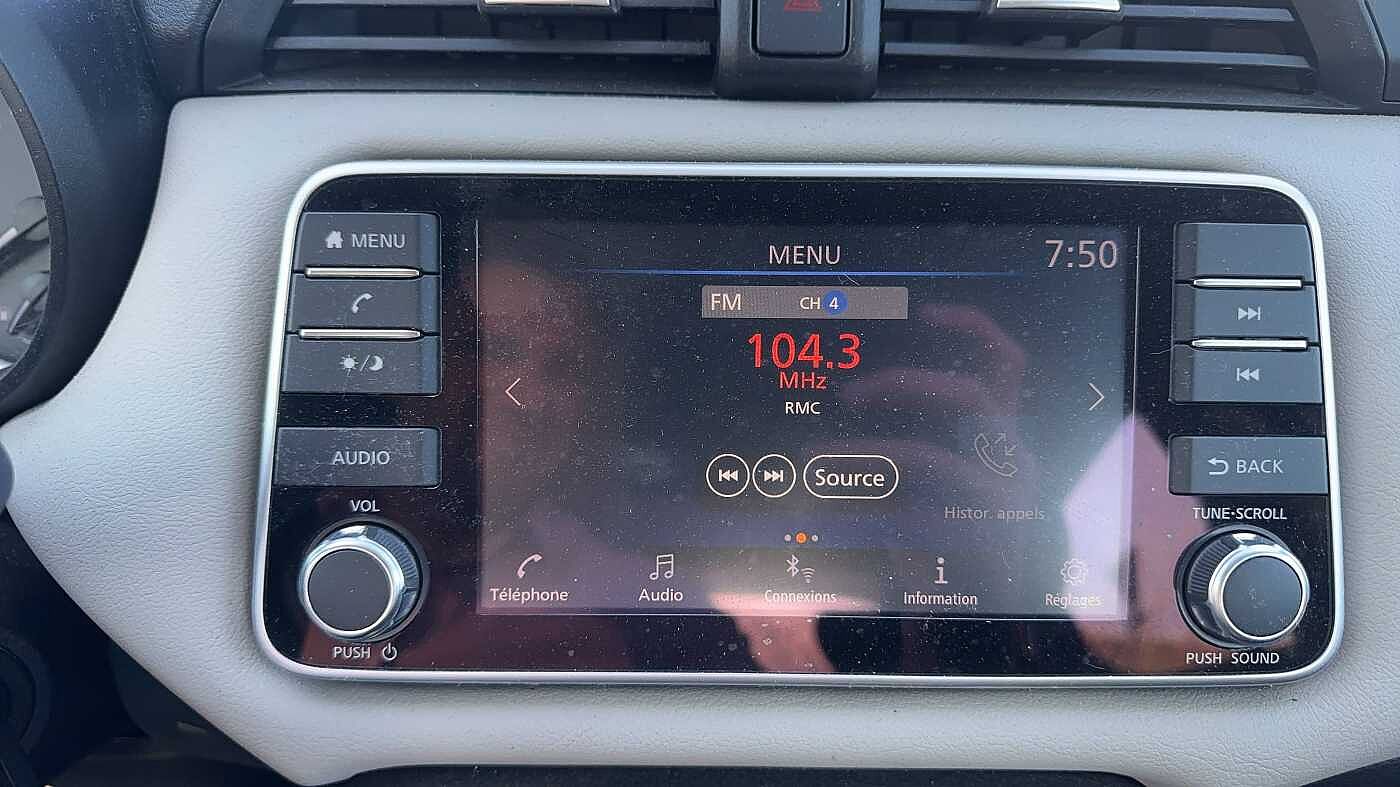 MENU
AUDIO
VOL
PUSH
MENU
7:50
FM CH 4
104.3
MHz
RMC
Source
Histor. appels
Téléphone
Audio
Connexions
Information
Réglages
BACK
TUNE·SCROLL
PUSH SOUND